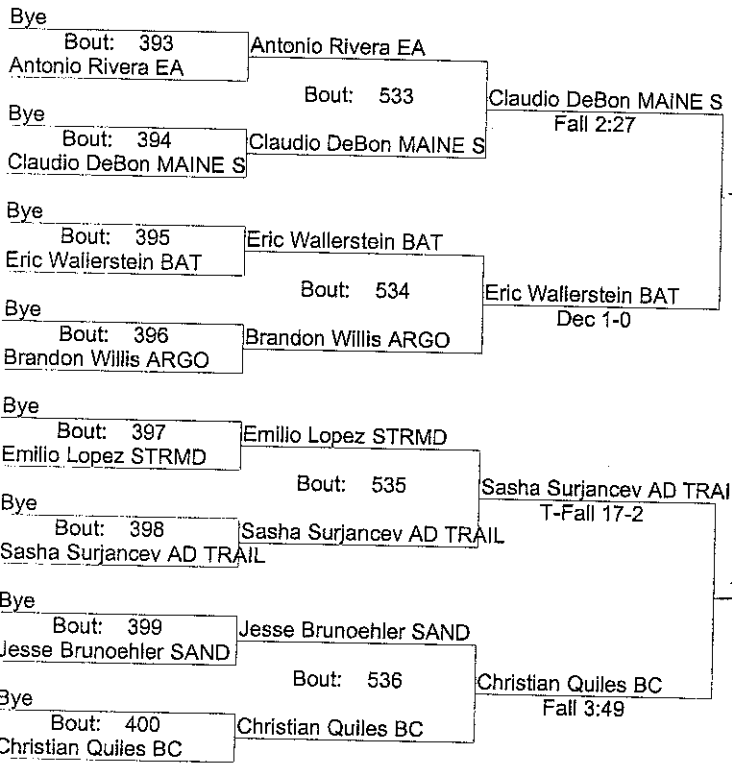 Bye
Bout: 393
Antonio Rivera EA
Antonio Rivera EA
Bout: 533
Claudio DeBon MAINE S
Fall 2:27
Bye
Bout: 394
Claudio DeBon MAINE S
Claudio DeBon MAINE S
Bye
Bout: 395
Eric Wallerstein BAT
Eric Wallerstein BAT
Bout: 534
Eric Wallerstein BAT
Dec 1-0
Bye
Bout: 396
Brandon Willis ARGO
Brandon Willis ARGO
Bye
Bout: 397
Emilio Lopez STRMD
Emilio Lopez STRMD
Bout: 535
Sasha Surjancev AD TRAI
T-Fall 17-2
Bye
Bout: 398
Sasha Surjancev AD TRAIL
Sasha Surjancev AD TRAIL
Bye
Bout: 399
Jesse Brunoehler SAND
Jesse Brunoehler SAND
Bout: 536
Christian Quiles BC
Fall 3:49
Bye
Bout: 400
Christian Quiles BC
Christian Quiles BC